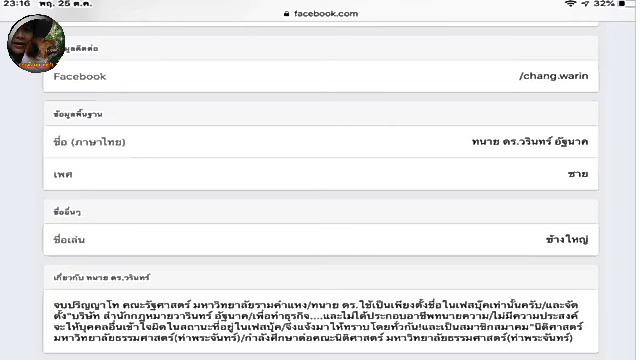 23:16 พฤ. 25 ต.ค.
facebook.com
32%
ข้อมูลติดต่อ
Facebook /chang.warin
ข้อมูลพื้นฐาน
ชื่อ (ภาษาไทย) ทนาย ดร.วรินทร์ อัฐนาค
เพศ ชาย
ชื่ออื่นๆ
ชื่อเล่น ช้างใหญ่
เกี่ยวกับ ทนาย ดร.วรินทร์
จบปริญญาโท คณะรัฐศาสตร์ มหาวิทยาลัยรามคำแหง/ทนาย ดร.ใช้เป็นเพียงตั้งชื่อในเฟสบุ๊คเท่านั้นครับ/และจัด
ตั้ง"บริษัท สำนักกฎหมายวารินทร์ อัฐนาค/เพื่อทำธุรกิจ....และไม่ได้ประกอบอาชีพทนายความ/ไม่มีความประสงค์
จะให้บุคคลอื่นเข้าใจผิดในสถานะที่อยู่ในเฟสบุ้ค/จึงแจ้งมาให้ทราบโดยทั่วกัน!และเป็นสมาชิกสมาคม"นิติศาสตร์
มหาวิทยาลัยธรรมศาสตร์(ท่าพระจันทร์)/กำลังศึกษาต่อคณะนิติศาสตร์ มหาวิทยาลัยธรรมศาสตร์(ท่าพระจันทร์)